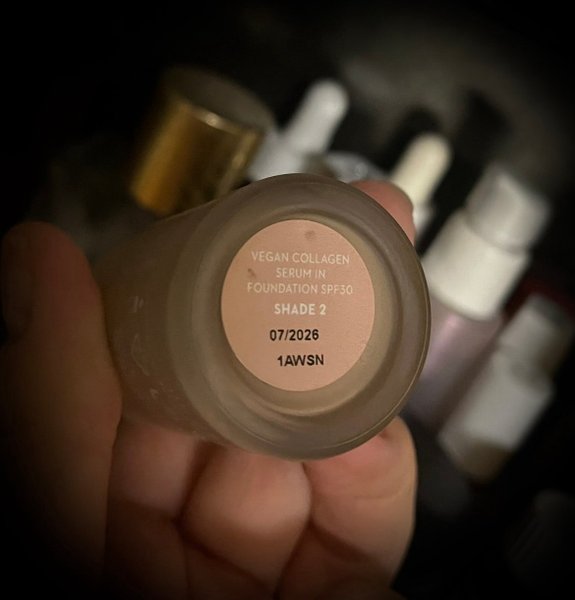 VEGAN COLLAGEN
SERUM IN
FOUNDATION SPF30
SHADE 2
07/2026
1AWSN